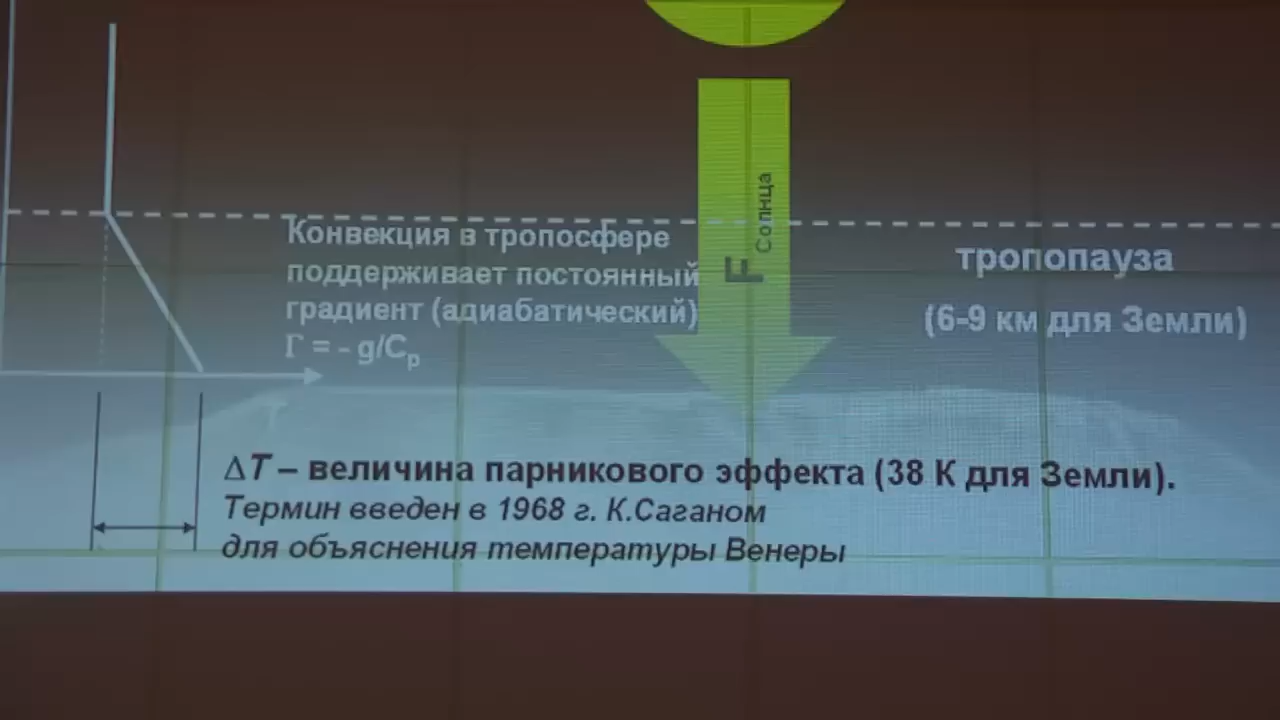 Конвекция в тропосфере
поддерживает постоянный
градиент (адиабатический)
Γ = - g/Cp
F Солнца
тропопауза
(6-9 км для Земли)
ΔT – величина парникового эффекта (38 К для Земли).
Термин введен в 1968 г. К.Саганом
для объяснения температуры Венеры